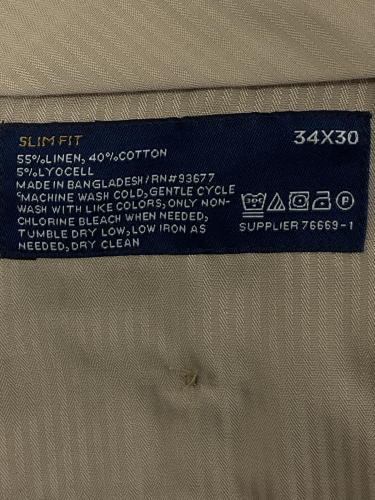 SLIM FIT
34X30
55%LINEN, 40%COTTON
5%LYOCELL
MADE IN BANGLADESH/RN#93677
"MACHINE WASH COLD, GENTLE CYCLE
WASH WITH LIKE COLORS, ONLY NON-
CHLORINE BLEACH WHEN NEEDED,
TUMBLE DRY LOW, LOW IRON AS
NEEDED, DRY CLEAN
30C
P
SUPPLIER 76669-1